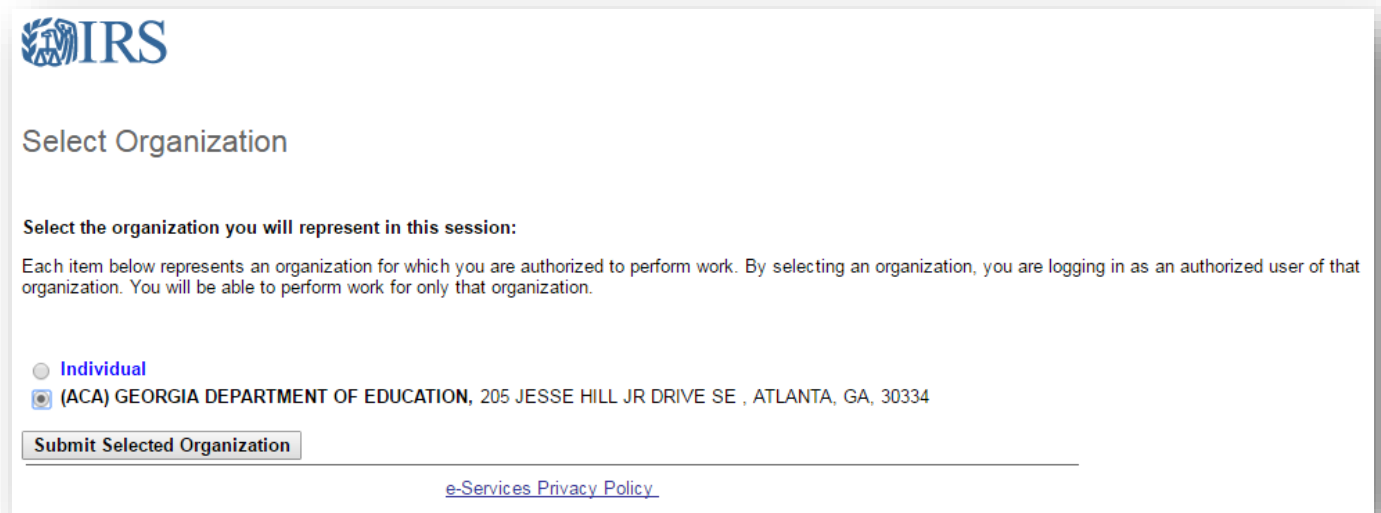 IRS
Select Organization
Select the organization you will represent in this session:
Each item below represents an organization for which you are authorized to perform work. By selecting an organization, you are logging in as an authorized user of that
organization. You will be able to perform work for only that organization.
Individual
(ACA) GEORGIA DEPARTMENT OF EDUCATION, 205 JESSE HILL JR DRIVE SE , ATLANTA, GA, 30334
Submit Selected Organization
e-Services Privacy Policy